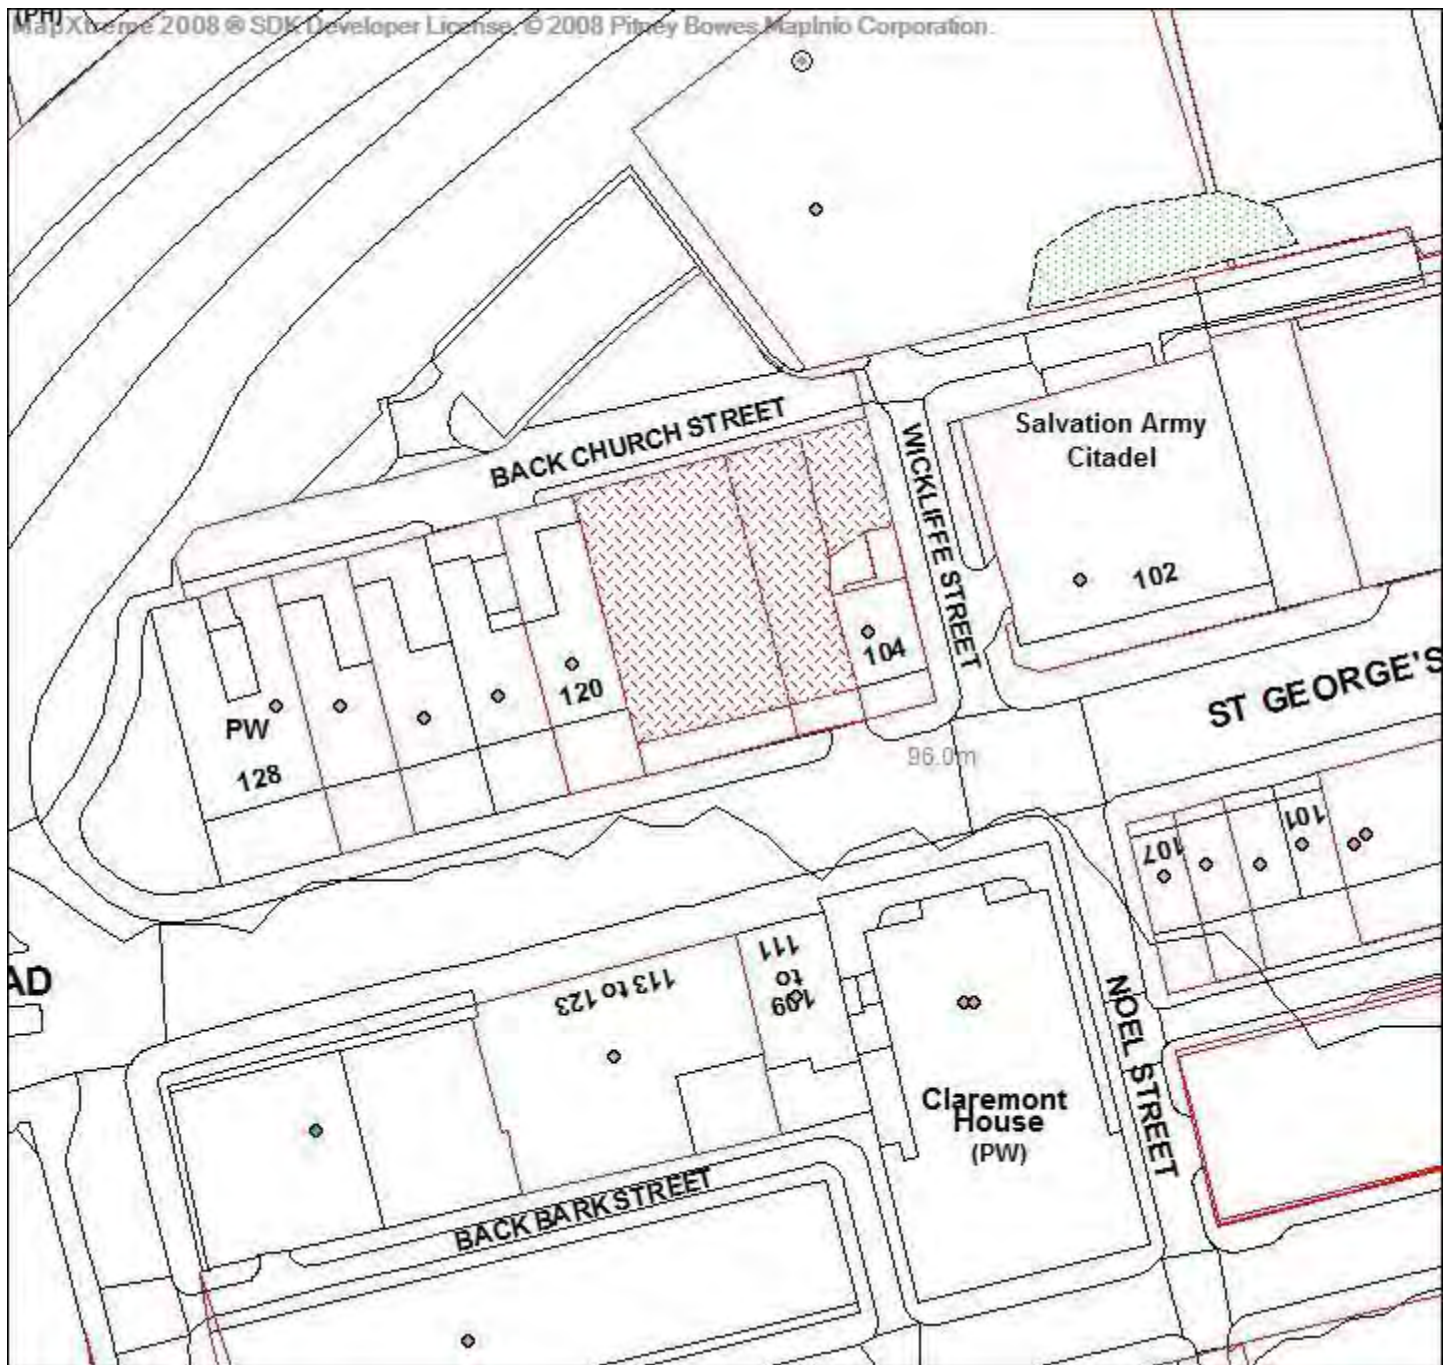 (PH)
MapXtreme 2008 ® SDK Developer License. © 2008 Pitney Bowes MapInfo Corporation.
BACK CHURCH STREET
Salvation Army
Citadel
WICKLIFFE STREET
102
104
120
ST GEORGE'S
PW
128
96.0m
101
107
AD
113 to 123
111
to
109
NOEL STREET
Claremont
House
(PW)
BACK BARK STREET